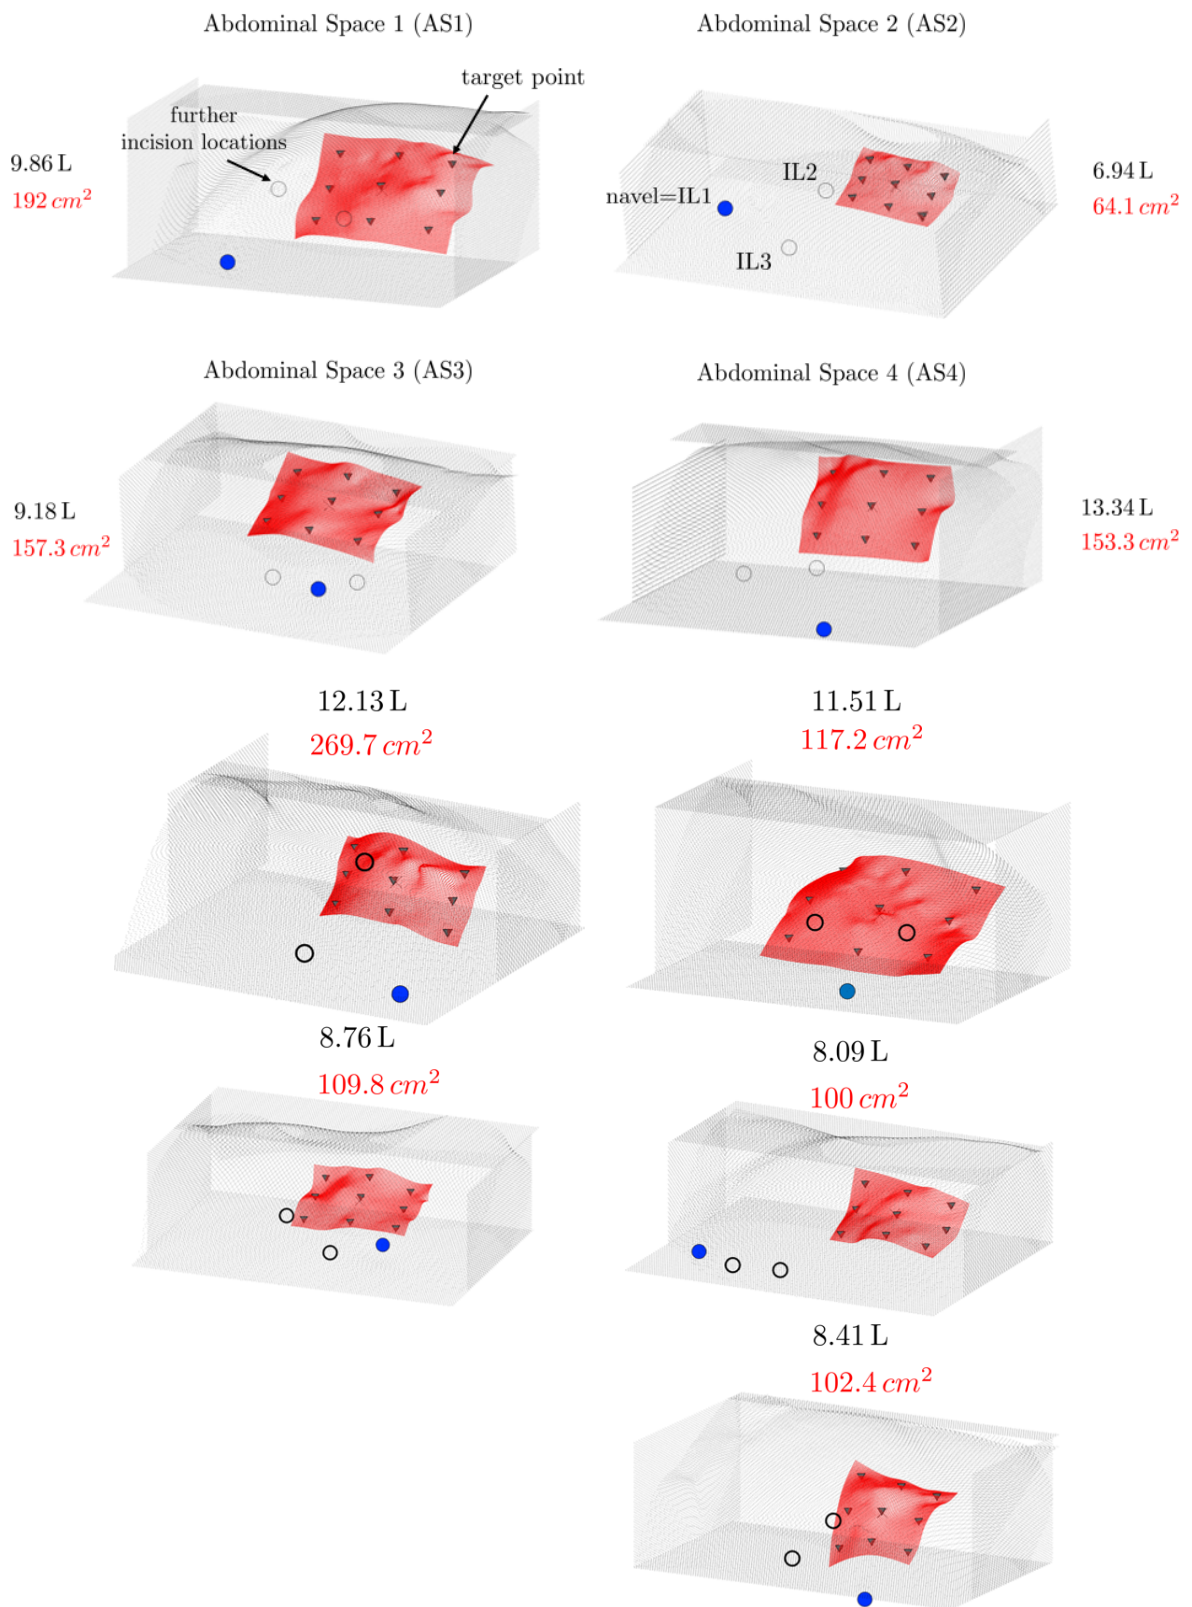 Abdominal Space 1 (AS1)
Abdominal Space 2 (AS2)
target point
further
incision locations
9.86 L
192 cm²
IL2
navel=IL1
IL3
6.94 L
64.1 cm²
Abdominal Space 3 (AS3)
Abdominal Space 4 (AS4)
9.18 L
157.3 cm²
13.34 L
153.3 cm²
12.13 L
269.7 cm²
11.51 L
117.2 cm²
8.76 L
109.8 cm²
8.09 L
100 cm²
8.41 L
102.4 cm²